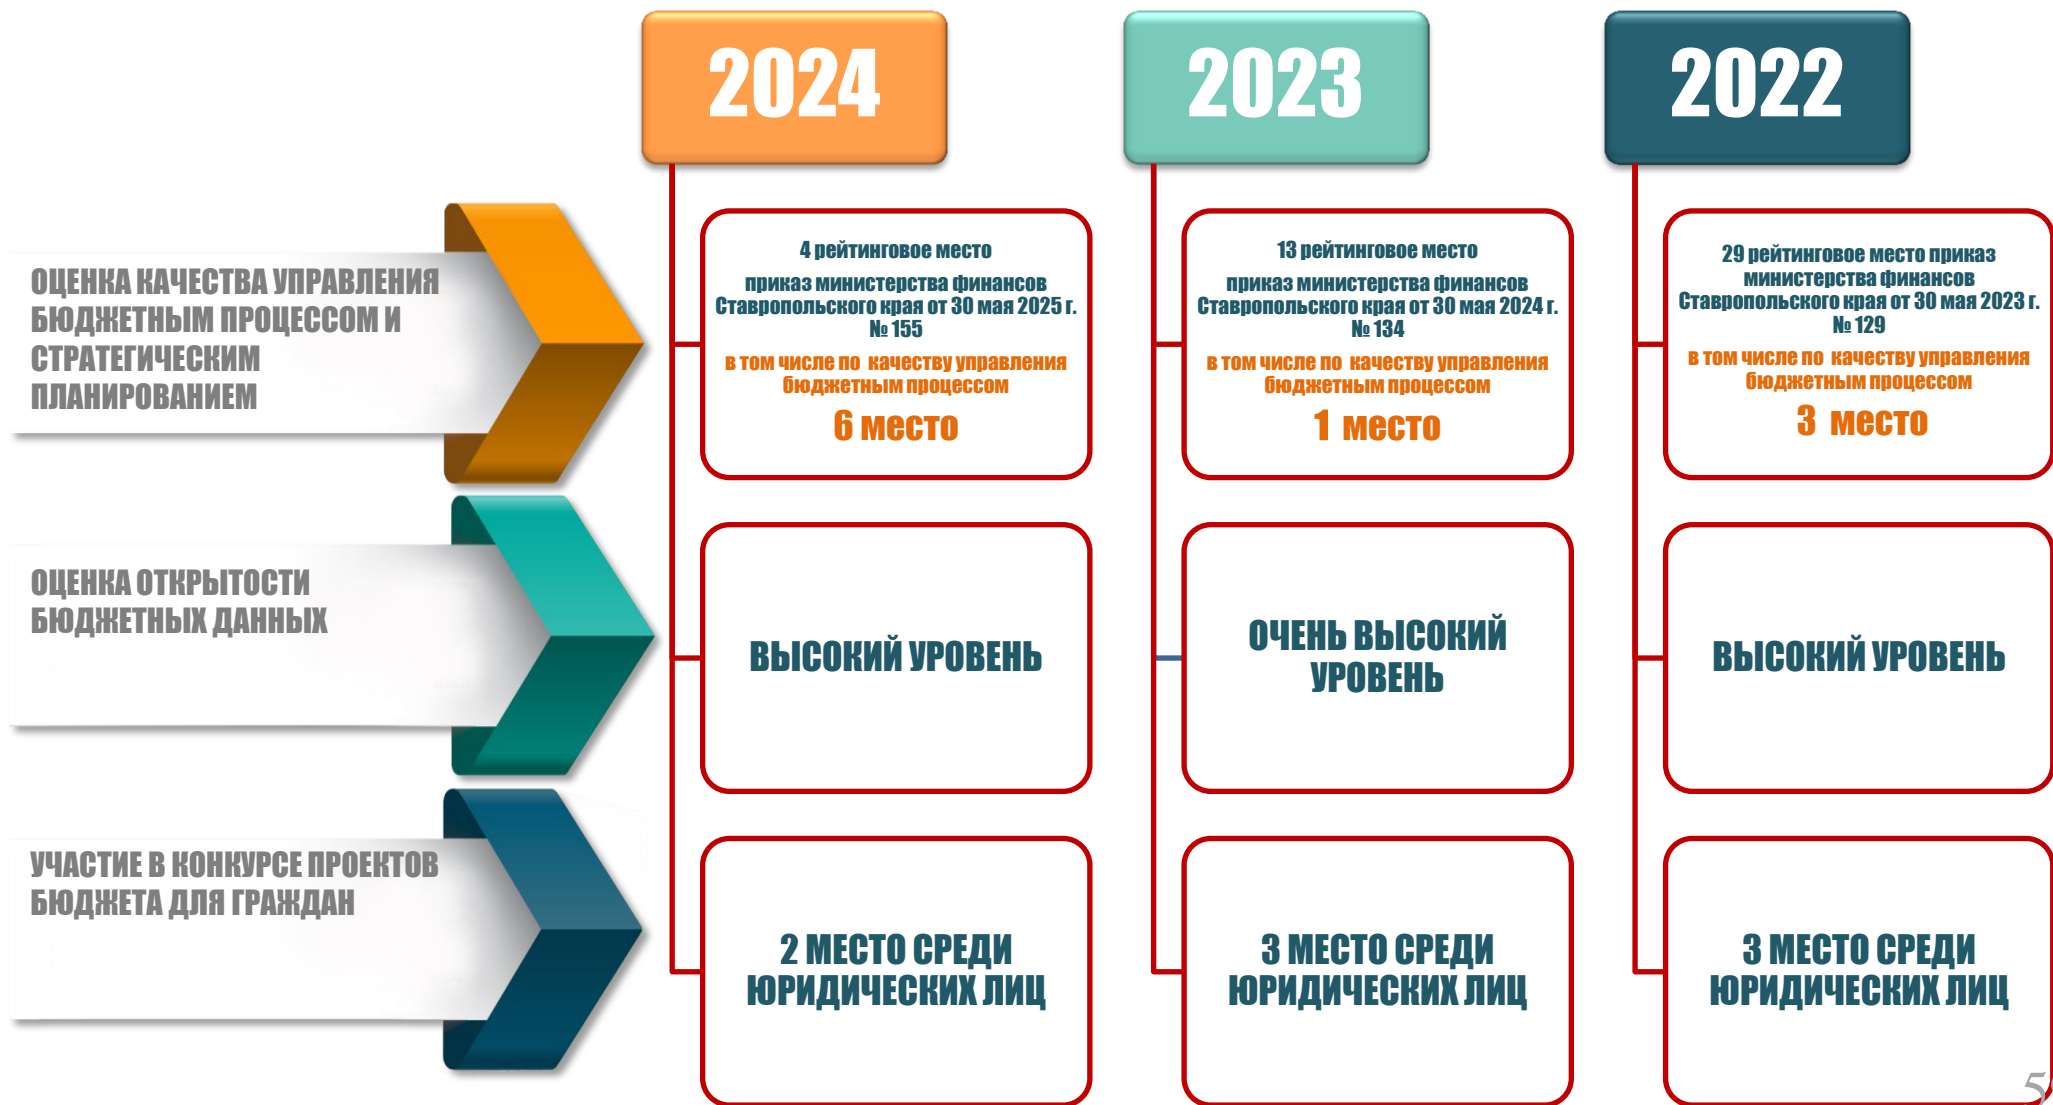 2024
2023
2022
ОЦЕНКА КАЧЕСТВА УПРАВЛЕНИЯ
БЮДЖЕТНЫМ ПРОЦЕССОМ И
СТРАТЕГИЧЕСКИМ
ПЛАНИРОВАНИЕМ
4 рейтинговое место
приказ министерства финансов
Ставропольского края от 30 мая 2025 г.
№ 155
в том числе по качеству управления
бюджетным процессом
6 место
13 рейтинговое место
приказ министерства финансов
Ставропольского края от 30 мая 2024 г.
№ 134
в том числе по качеству управления
бюджетным процессом
1 место
29 рейтинговое место приказ
министерства финансов
Ставропольского края от 30 мая 2023 г.
№ 129
в том числе по качеству управления
бюджетным процессом
3 место
ОЦЕНКА ОТКРЫТОСТИ
БЮДЖЕТНЫХ ДАННЫХ
ВЫСОКИЙ УРОВЕНЬ
ОЧЕНЬ ВЫСОКИЙ
УРОВЕНЬ
ВЫСОКИЙ УРОВЕНЬ
УЧАСТИЕ В КОНКУРСЕ ПРОЕКТОВ
БЮДЖЕТА ДЛЯ ГРАЖДАН
2 МЕСТО СРЕДИ
ЮРИДИЧЕСКИХ ЛИЦ
3 МЕСТО СРЕДИ
ЮРИДИЧЕСКИХ ЛИЦ
3 МЕСТО СРЕДИ
ЮРИДИЧЕСКИХ ЛИЦ